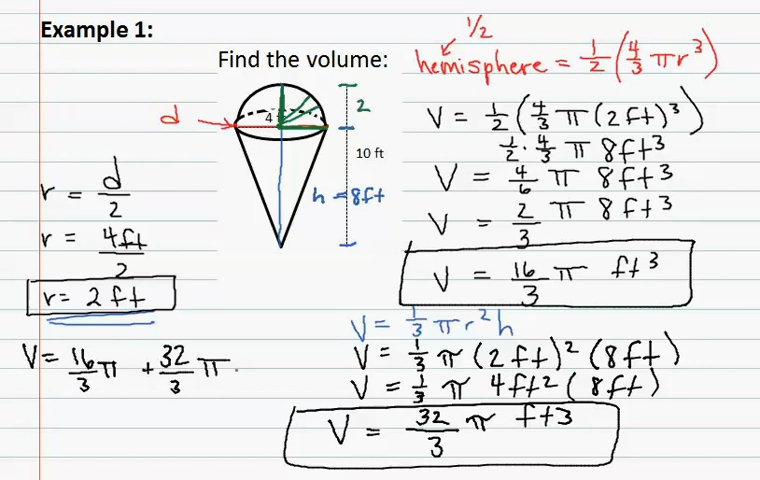 Example 1:
1/2
Find the volume:
hemisphere = 1/2 (4/3 πr³)
d
4
2
10 ft
h = 8ft
V = 1/2 (4/3 π (2ft)³)
1/2 · 4/3 π 8ft³
V = 4/6 π 8ft³
V = 2/3 π 8ft³
V = 16/3 π ft³
r = d/2
r = 4ft/2
r = 2ft
V = 1/3 πr²h
V = 1/3 π (2ft)² (8ft)
V = 1/3 π 4ft² (8ft)
V = 32/3 π ft3
V = 16/3 π + 32/3 π